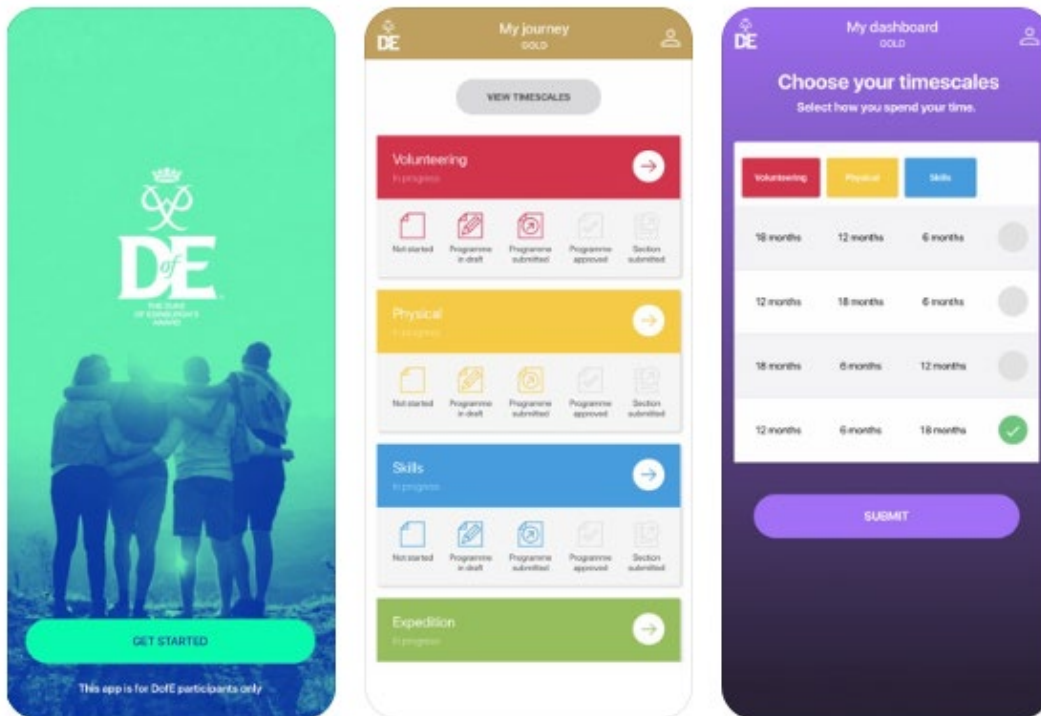 DofE
THE DUKE
OF EDINBURGH'S
AWARD
GET STARTED
This app is for DofE participants only
DE
My journey
GOLD
VIEW TIMESCALES
Volunteering
In progress
Not started
Programme
in draft
Programme
submitted
Programme
approved
Section
submitted
Physical
In progress
Not started
Programme
in draft
Programme
submitted
Programme
approved
Section
submitted
Skills
In progress
Not started
Programme
in draft
Programme
submitted
Programme
approved
Section
submitted
Expedition
In progress
DE
My dashboard
GOLD
Choose your timescales
Select how you spend your time.
Volunteering Physical Skills
18 months 12 months 6 months
12 months 18 months 6 months
18 months 6 months 12 months
12 months 6 months 18 months
SUBMIT